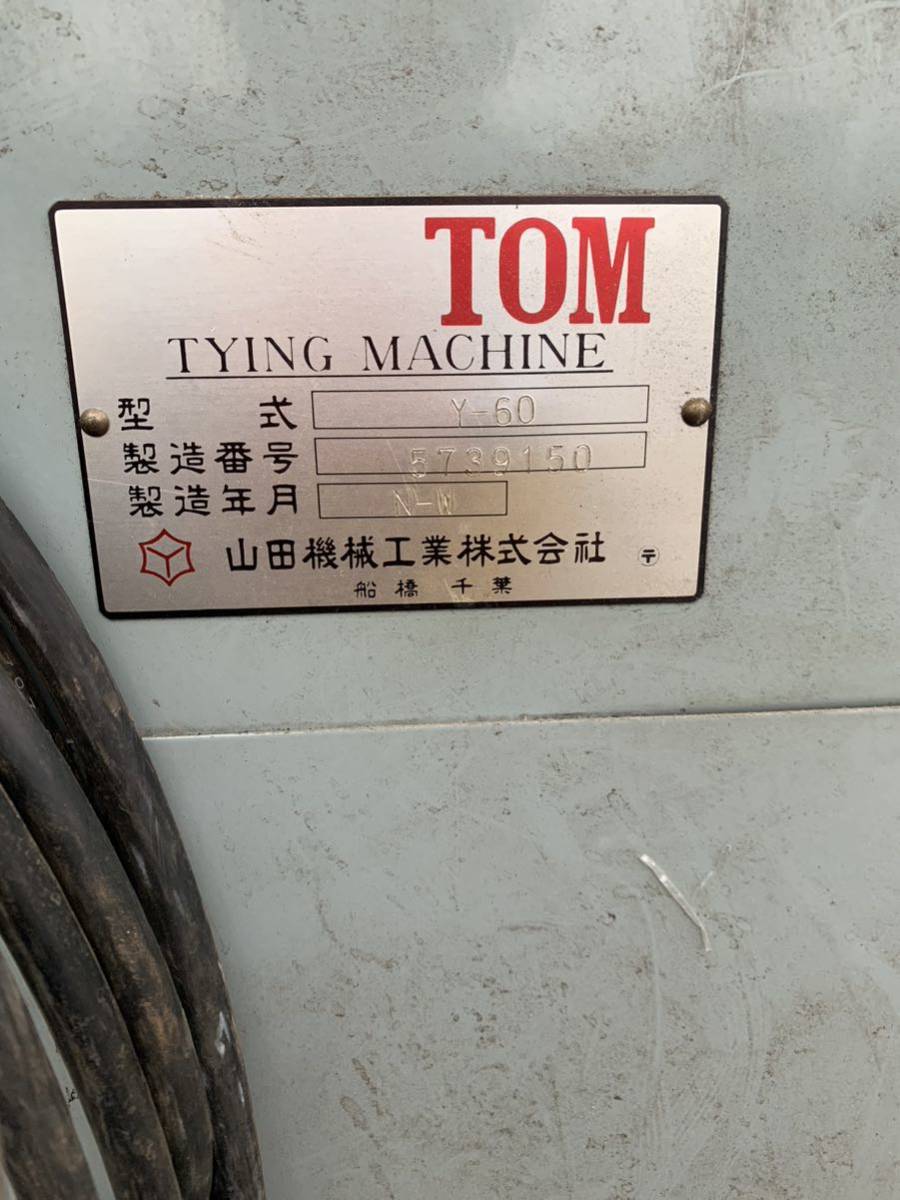 TOM
TYING MACHINE
型式 Y-60
製造番号 5739150
製造年月 N-W
山田機械工業株式会社 〒
船橋 千葉